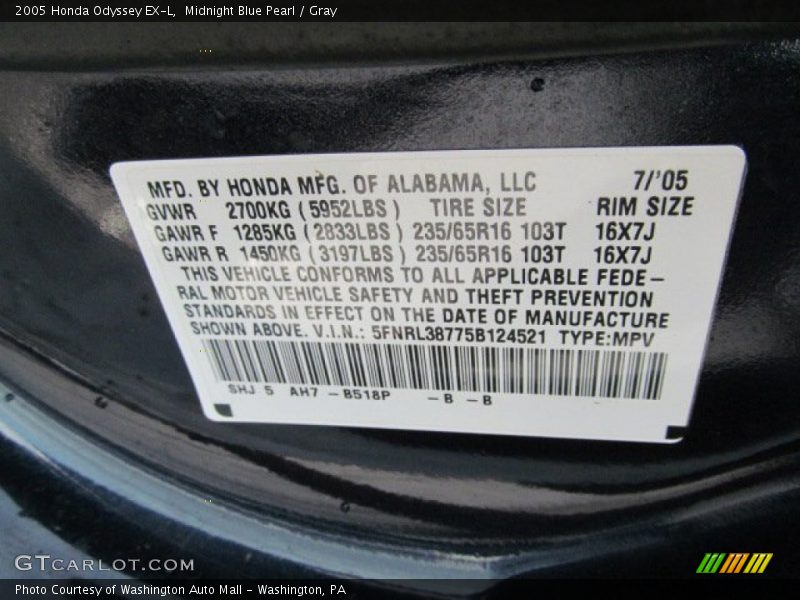 2005 Honda Odyssey EX-L,  Midnight Blue Pearl / Gray
MFD. BY HONDA MFG. OF ALABAMA, LLC 7/'05
GVWR 2700KG (5952LBS) TIRE SIZE RIM SIZE
GAWR F 1285KG (2833LBS) 235/65R16 103T 16X7J
GAWR R 1450KG (3197LBS) 235/65R16 103T 16X7J
THIS VEHICLE CONFORMS TO ALL APPLICABLE FEDE-
RAL MOTOR VEHICLE SAFETY AND THEFT PREVENTION
STANDARDS IN EFFECT ON THE DATE OF MANUFACTURE
SHOWN ABOVE. V.I.N.: 5FNRL38775B124521 TYPE:MPV
SHJ 5 AH7 -B518P -B -B
GTCARLOT.COM
Photo Courtesy of Washington Auto Mall - Washington, PA